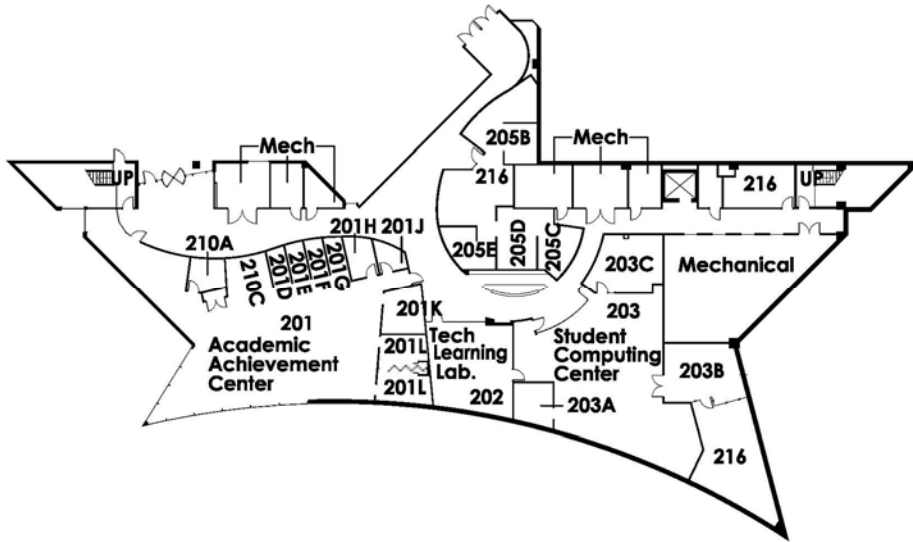 205B
Mech
Mech
UP
216
216
UP
201H
201J
210A
205E
205D
205C
210C
201D
201E
201F
201G
203C
Mechanical
201K
203
201
Academic
Achievement
Center
Tech
Learning
Lab.
202
Student
Computing
Center
201L
201L
203B
203A
216